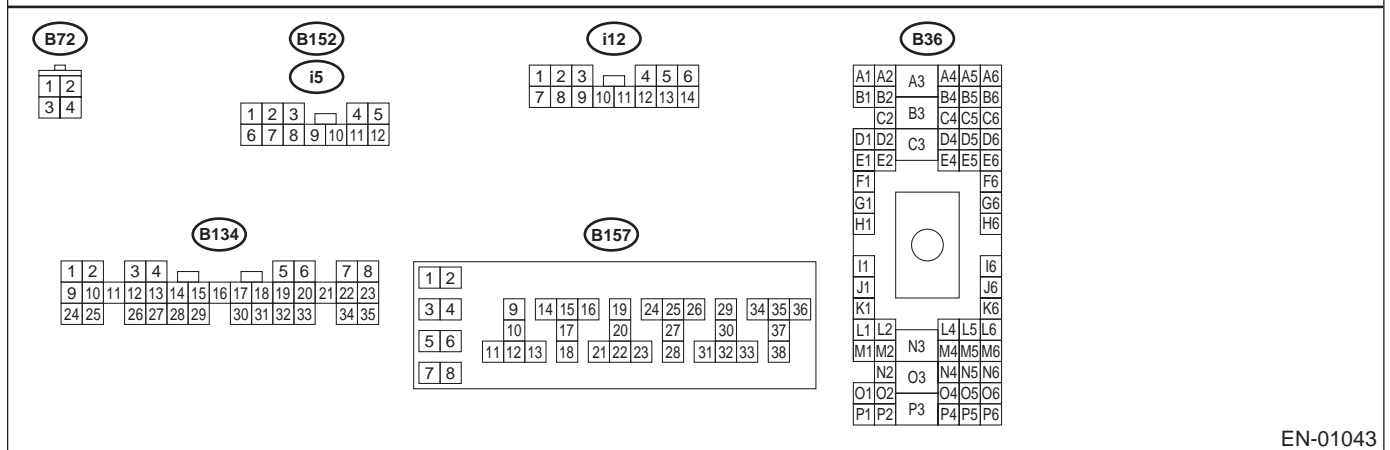 B72
1 2
3 4
B152
i5
1 2 3 4 5
6 7 8 9 10 11 12
i12
1 2 3 4 5 6
7 8 9 10 11 12 13 14
B36
A1 A2 A3 A4 A5 A6
B1 B2 B4 B5 B6
C2 B3 C4 C5 C6
D1 D2 C3 D4 D5 D6
E1 E2 E4 E5 E6
F1 F6
G1 G6
H1 H6
I1 I6
J1 J6
K1 K6
L1 L2 L4 L5 L6
M1 M2 N3 M4 M5 M6
N2 O3 N4 N5 N6
O1 O2 O4 O5 O6
P1 P2 P3 P4 P5 P6
B134
1 2 3 4 5 6 7 8
9 10 11 12 13 14 15 16 17 18 19 20 21 22 23
24 25 26 27 28 29 30 31 32 33 34 35
B157
1 2
3 4
5 6
7 8
9 14 15 16 19 24 25 26 29 34 35 36
10 17 20 27 30 37
11 12 13 18 21 22 23 28 31 32 33 38
EN-01043